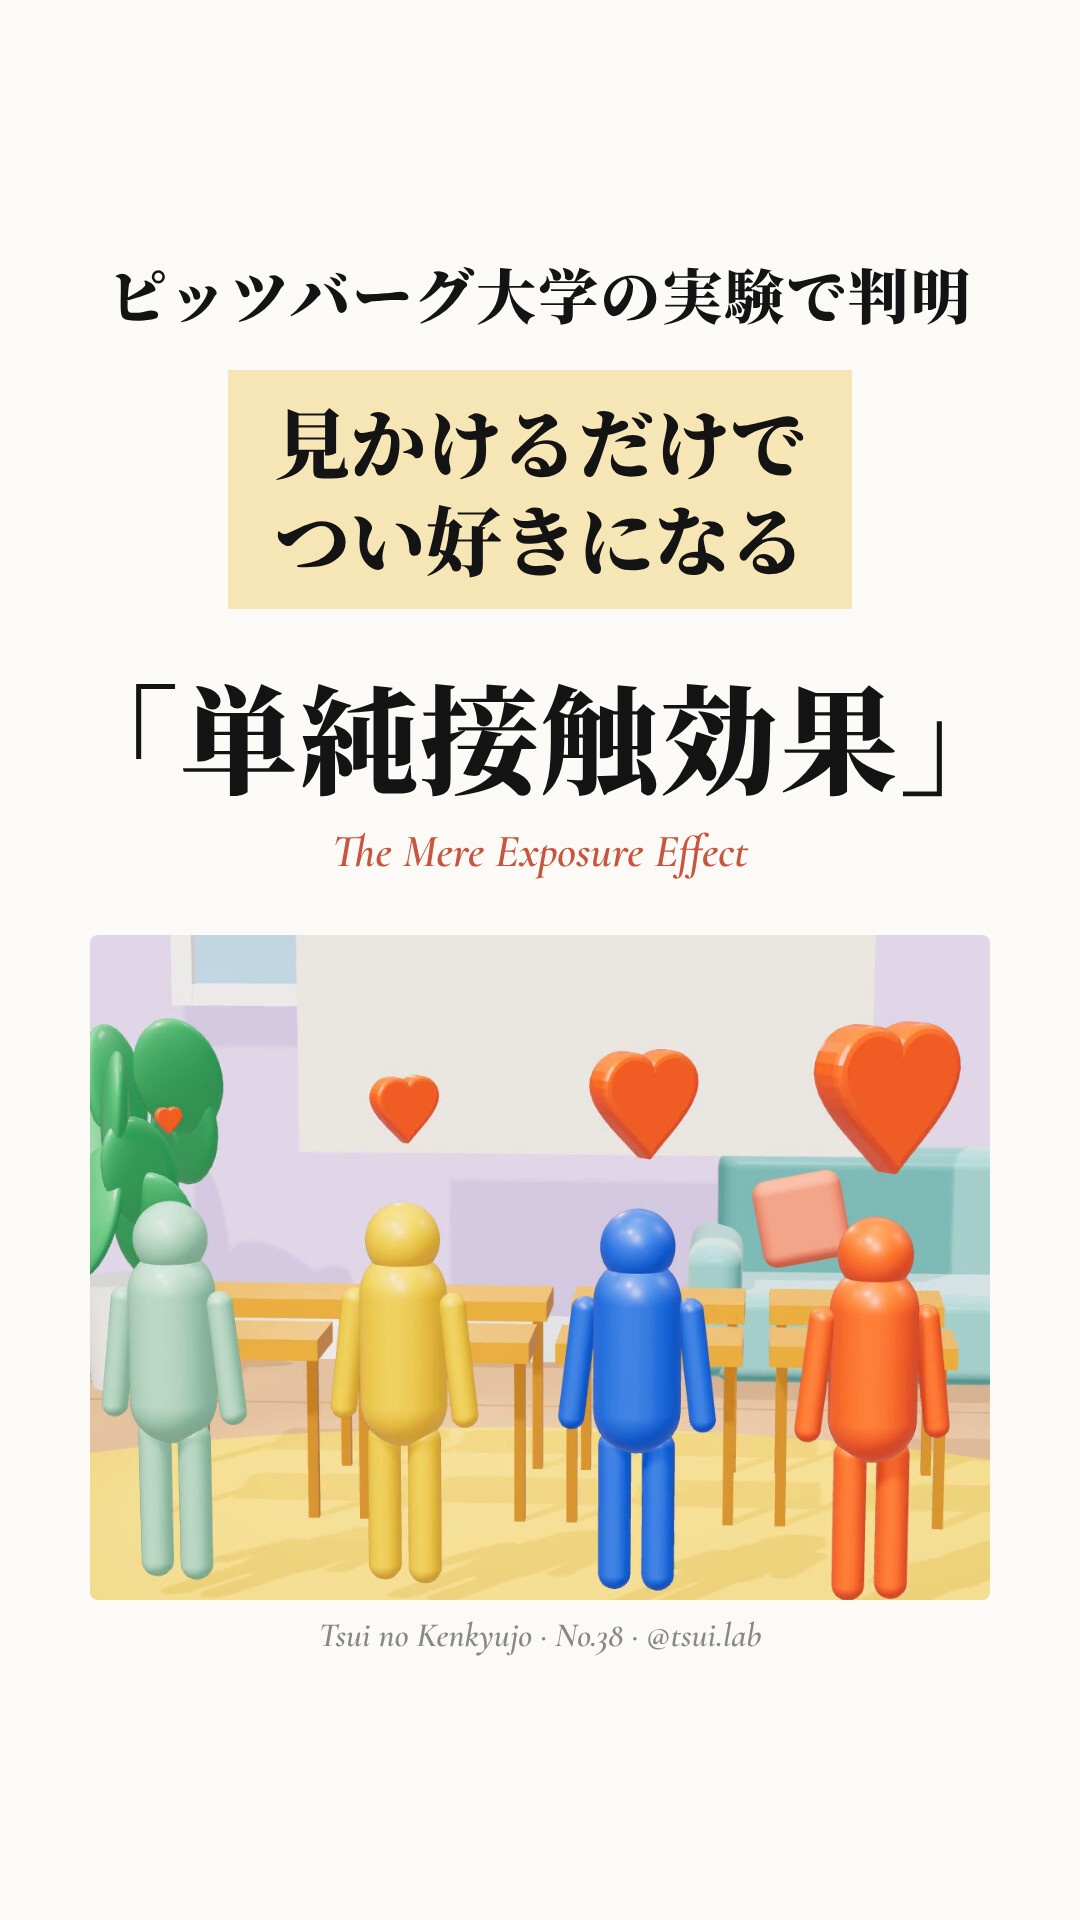 ピッツバーグ大学の実験で判明
見かけるだけで
つい好きになる
「単純接触効果」
The Mere Exposure Effect
Tsui no Kenkyujo · No.38 · @tsui.lab